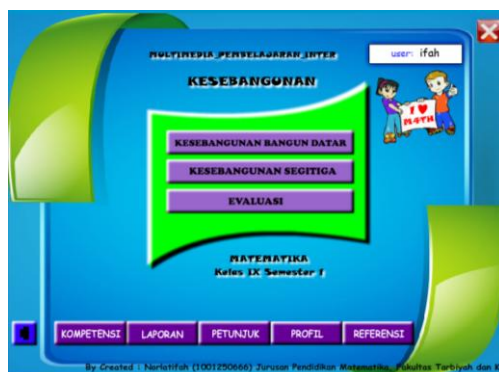 MULTIMEDIA PEMBELAJARAN INTER
user: ifah
KESEBANGUNAN
I ♥
MATH
KESEBANGUNAN BANGUN DATAR
KESEBANGUNAN SEGITIGA
EVALUASI
MATEMATIKA
Kelas IX Semester 1
KOMPETENSI
LAPORAN
PETUNJUK
PROFIL
REFERENSI
By Created : Norlatifah (1001250666) Jurusan Pendidikan Matematika, Fakultas Tarbiyah dan K